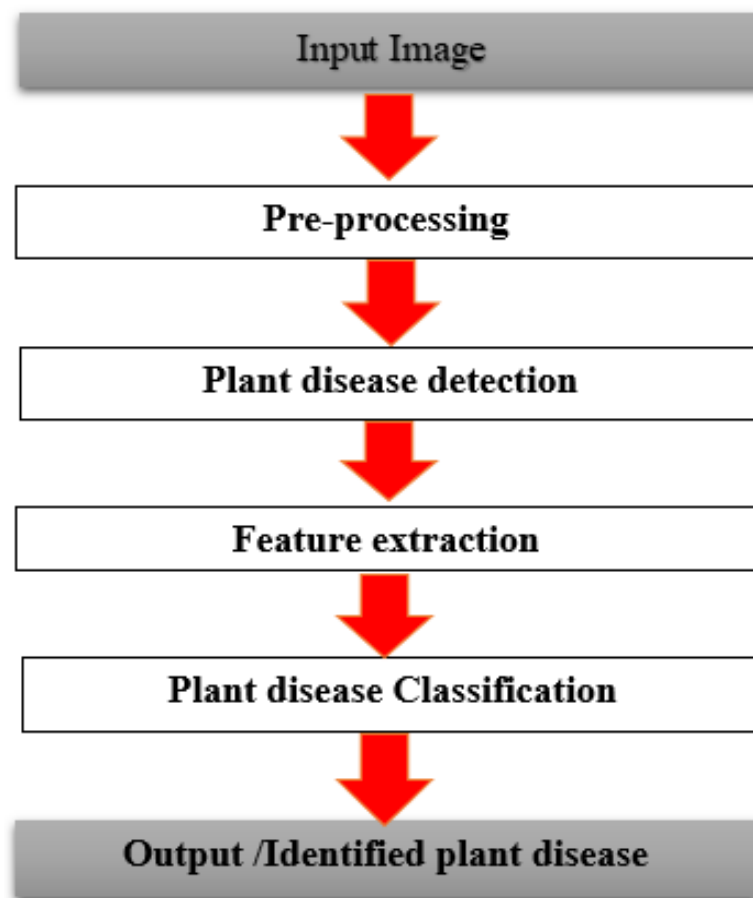 Input Image
Pre-processing
Plant disease detection
Feature extraction
Plant disease Classification
Output /Identified plant disease